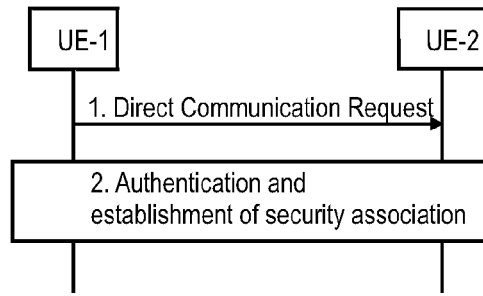 UE-1
UE-2
1. Direct Communication Request
2. Authentication and
establishment of security association